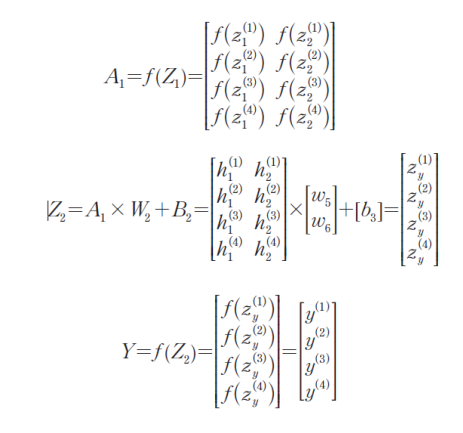 A₁=f(Z₁)=[f(z₁⁽¹⁾) f(z₂⁽¹⁾)
f(z₁⁽²⁾) f(z₂⁽²⁾)
f(z₁⁽³⁾) f(z₂⁽³⁾)
f(z₁⁽⁴⁾) f(z₂⁽⁴⁾)]
Z₂=A₁×W₂+B₂=[h₁⁽¹⁾ h₂⁽¹⁾
h₁⁽²⁾ h₂⁽²⁾
h₁⁽³⁾ h₂⁽³⁾
h₁⁽⁴⁾ h₂⁽⁴⁾]×[w₅
w₆]+[b₃]=[z_y⁽¹⁾
z_y⁽²⁾
z_y⁽³⁾
z_y⁽⁴⁾]
Y=f(Z₂)=[f(z_y⁽¹⁾)
f(z_y⁽²⁾)
f(z_y⁽³⁾)
f(z_y⁽⁴⁾)]=[y⁽¹⁾
y⁽²⁾
y⁽³⁾
y⁽⁴⁾]